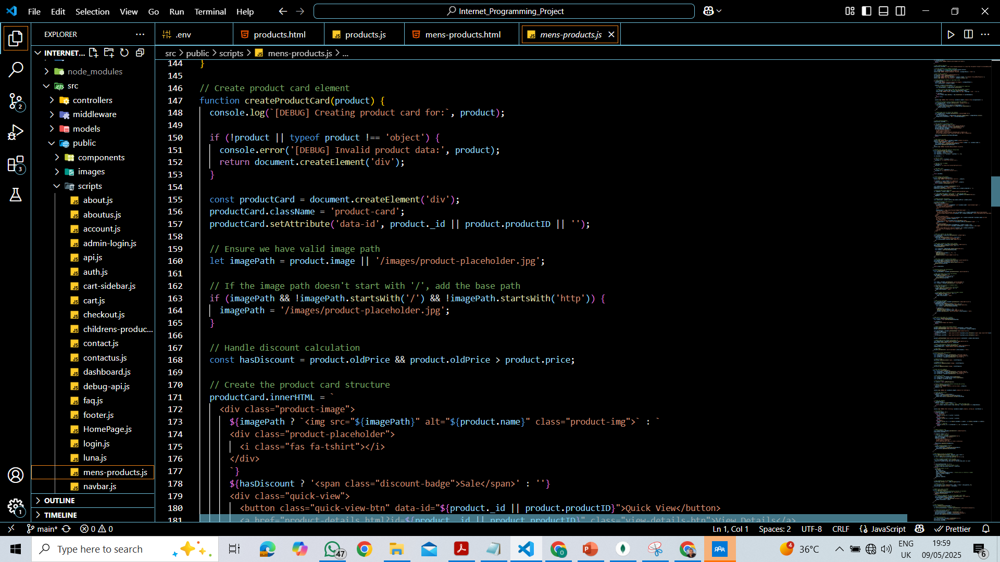 File Edit Selection View Go Run Terminal Help
Internet_Programming_Project
EXPLORER
.env
products.html
products.js
mens-products.html
mens-products.js
INTERNET...
src > public > scripts > mens-products.js > ...
node_modules
src
controllers
middleware
models
public
components
images
scripts
about.js
aboutus.js
account.js
admin-login.js
api.js
auth.js
cart-sidebar.js
cart.js
checkout.js
childrens-produc...
contact.js
contactus.js
dashboard.js
debug-api.js
faq.js
footer.js
HomePage.js
login.js
luna.js
mens-products.js
navbar.js
OUTLINE
TIMELINE
144 }
145
146 // Create product card element
147 function createProductCard(product) {
148 console.log(`[DEBUG] Creating product card for:`, product);
149
150 if (!product || typeof product !== 'object') {
151 console.error('[DEBUG] Invalid product data:', product);
152 return document.createElement('div');
153 }
154
155 const productCard = document.createElement('div');
156 productCard.className = 'product-card';
157 productCard.setAttribute('data-id', product._id || product.productID || '');
158
159 // Ensure we have valid image path
160 let imagePath = product.image || '/images/product-placeholder.jpg';
161
162 // If the image path doesn't start with '/', add the base path
163 if (imagePath && !imagePath.startsWith('/') && !imagePath.startsWith('http')) {
164 imagePath = '/images/product-placeholder.jpg';
165 }
166
167 // Handle discount calculation
168 const hasDiscount = product.oldPrice && product.oldPrice > product.price;
169
170 // Create the product card structure
171 productCard.innerHTML = `
172 <div class="product-image">
173 ${imagePath ? `<img src="${imagePath}" alt="${product.name}" class="product-img">` : `
174 <div class="product-placeholder">
175 <i class="fas fa-tshirt"></i>
176 </div>
177 `}
178 ${hasDiscount ? '<span class="discount-badge">Sale</span>' : ''}
179 <div class="quick-view">
180 <button class="quick-view-btn" data-id="${product._id || product.productID}">Quick View</button>
181 <a href="product-details.html?id=${product._id || product.productID}" class="view-details-btn">View Details</a>
2
3
1
main* 0 0
Ln 1, Col 1 Spaces: 2 UTF-8 CRLF {} JavaScript Prettier
Type here to search
47
4
36°C
ENG
UK
19:59
09/05/2025
6